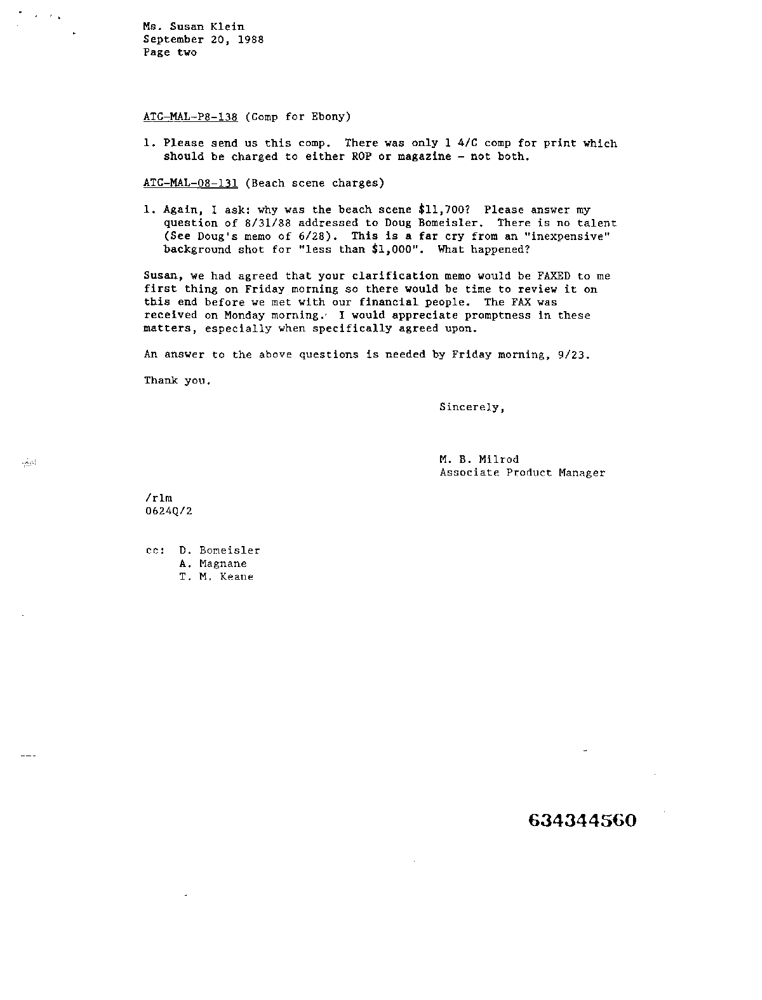 Ms. Susan Klein
September 20, 1988
Page two
ATC-MAL-P8-138 (Comp for Ebony)
1. Please send us this comp. There was only 1 4/C comp for print which
should be charged to either ROP or magazine - not both.
ATC-MAL-08-131 (Beach scene charges)
1. Again, I ask: why was the beach scene $11,700? Please answer my
question of 8/31/88 addressed to Doug Bomeisler. There is no talent
(See Doug's memo of 6/28). This is a far cry from an "inexpensive"
background shot for "less than $1,000". What happened?
Susan, we had agreed that your clarification memo would be FAXED to me
first thing on Friday morning so there would be time to review it on
this end before we met with our financial people. The FAX was
received on Monday morning. I would appreciate promptness in these
matters, especially when specifically agreed upon.
An answer to the above questions is needed by Friday morning, 9/23.
Thank you.
Sincerely,
M. B. Milrod
Associate Product Manager
/rlm
0624Q/2
cc: D. Bomeisler
A. Magnane
T. M. Keane
634344560